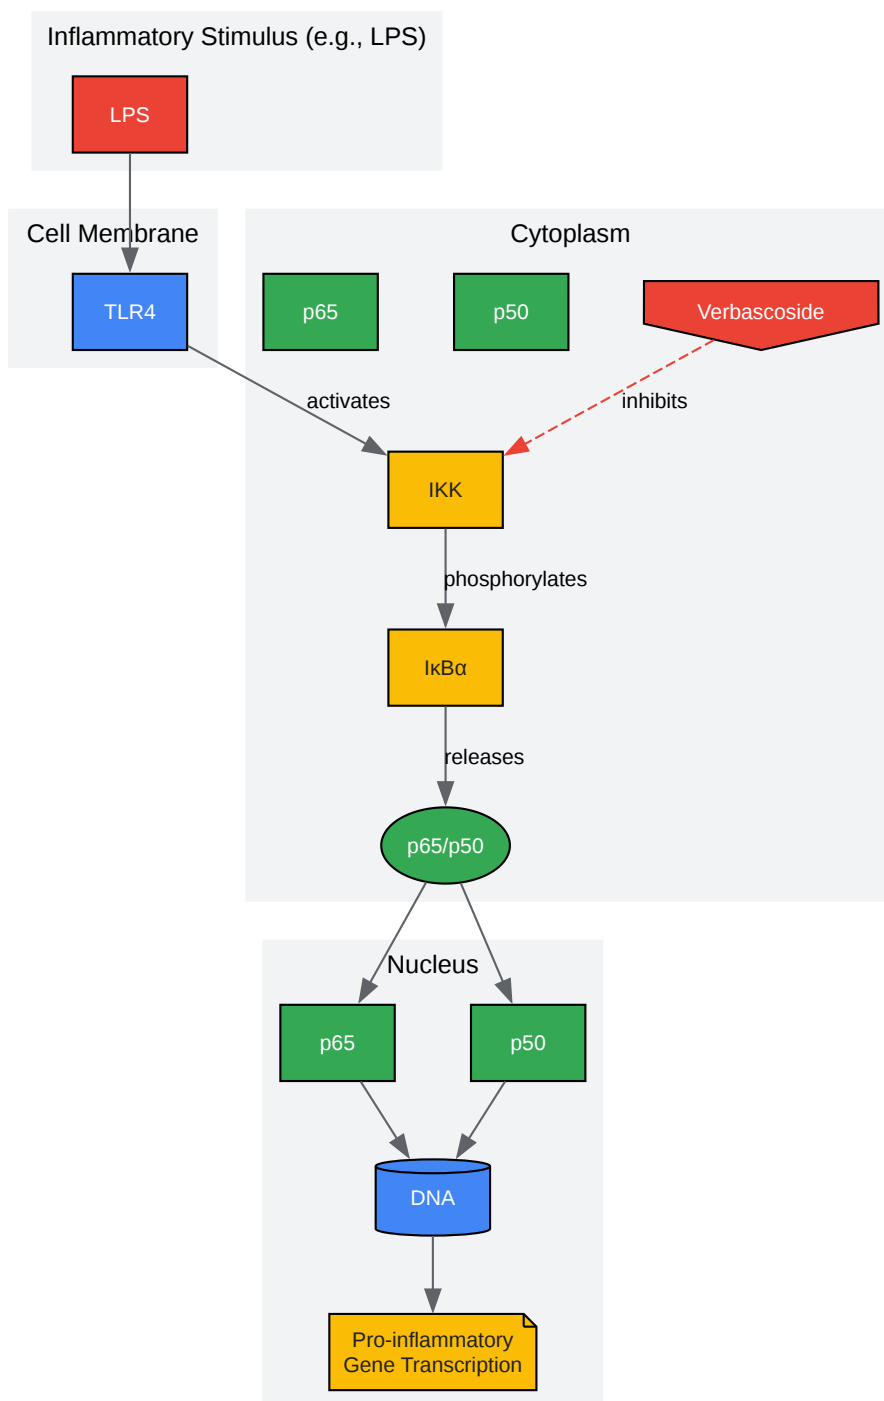 Inflammatory Stimulus (e.g., LPS)
LPS
Cell Membrane
Cytoplasm
TLR4
p65
p50
Verbascoside
activates
inhibits
IKK
phosphorylates
IκBα
releases
p65/p50
Nucleus
p65
p50
DNA
Pro-inflammatory
Gene Transcription